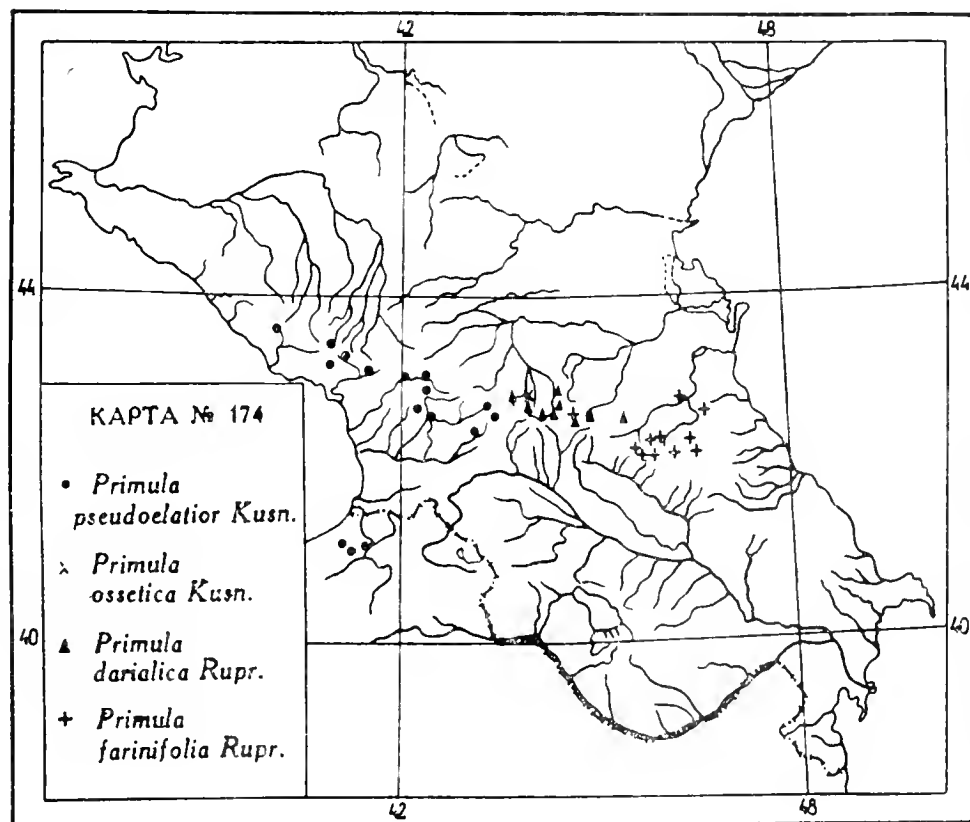 42 48
44 44
КАРТА № 174
• Primula
pseudoelatior Kusn.
Primula
ossetica Kusn.
▲ Primula
darialica Rupr.
+ Primula
farinifolia Rupr.
40 40
42 48